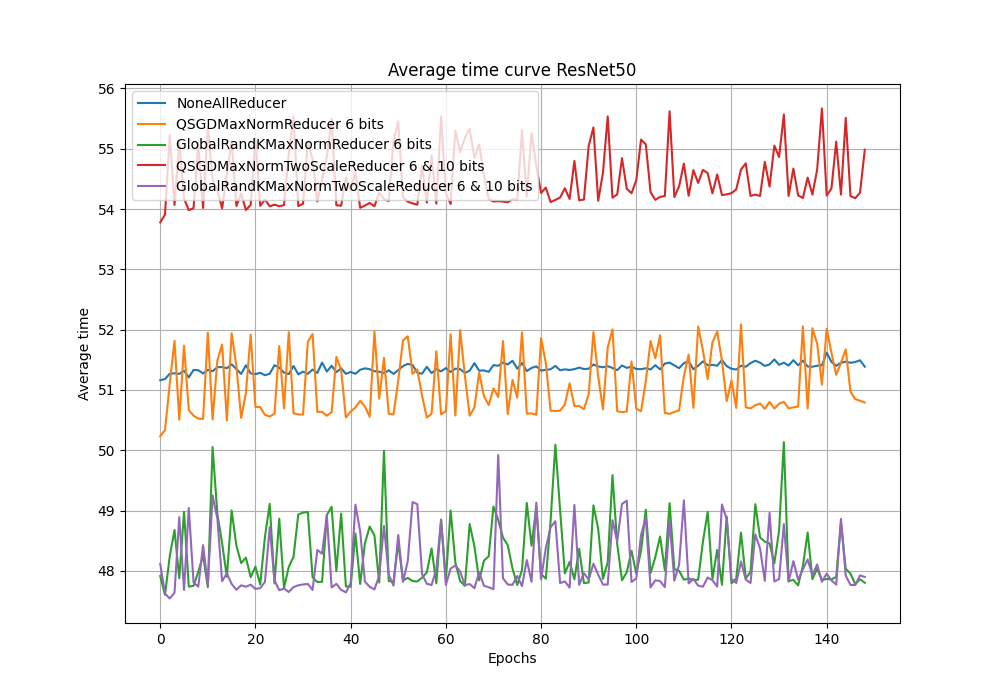 Average time curve ResNet50
NoneAllReducer
QSGDMaxNormReducer 6 bits
GlobalRandKMaxNormReducer 6 bits
QSGDMaxNormTwoScaleReducer 6 & 10 bits
GlobalRandKMaxNormTwoScaleReducer 6 & 10 bits
56
55
54
53
52
51
50
49
48
Average time
0 20 40 60 80 100 120 140
Epochs